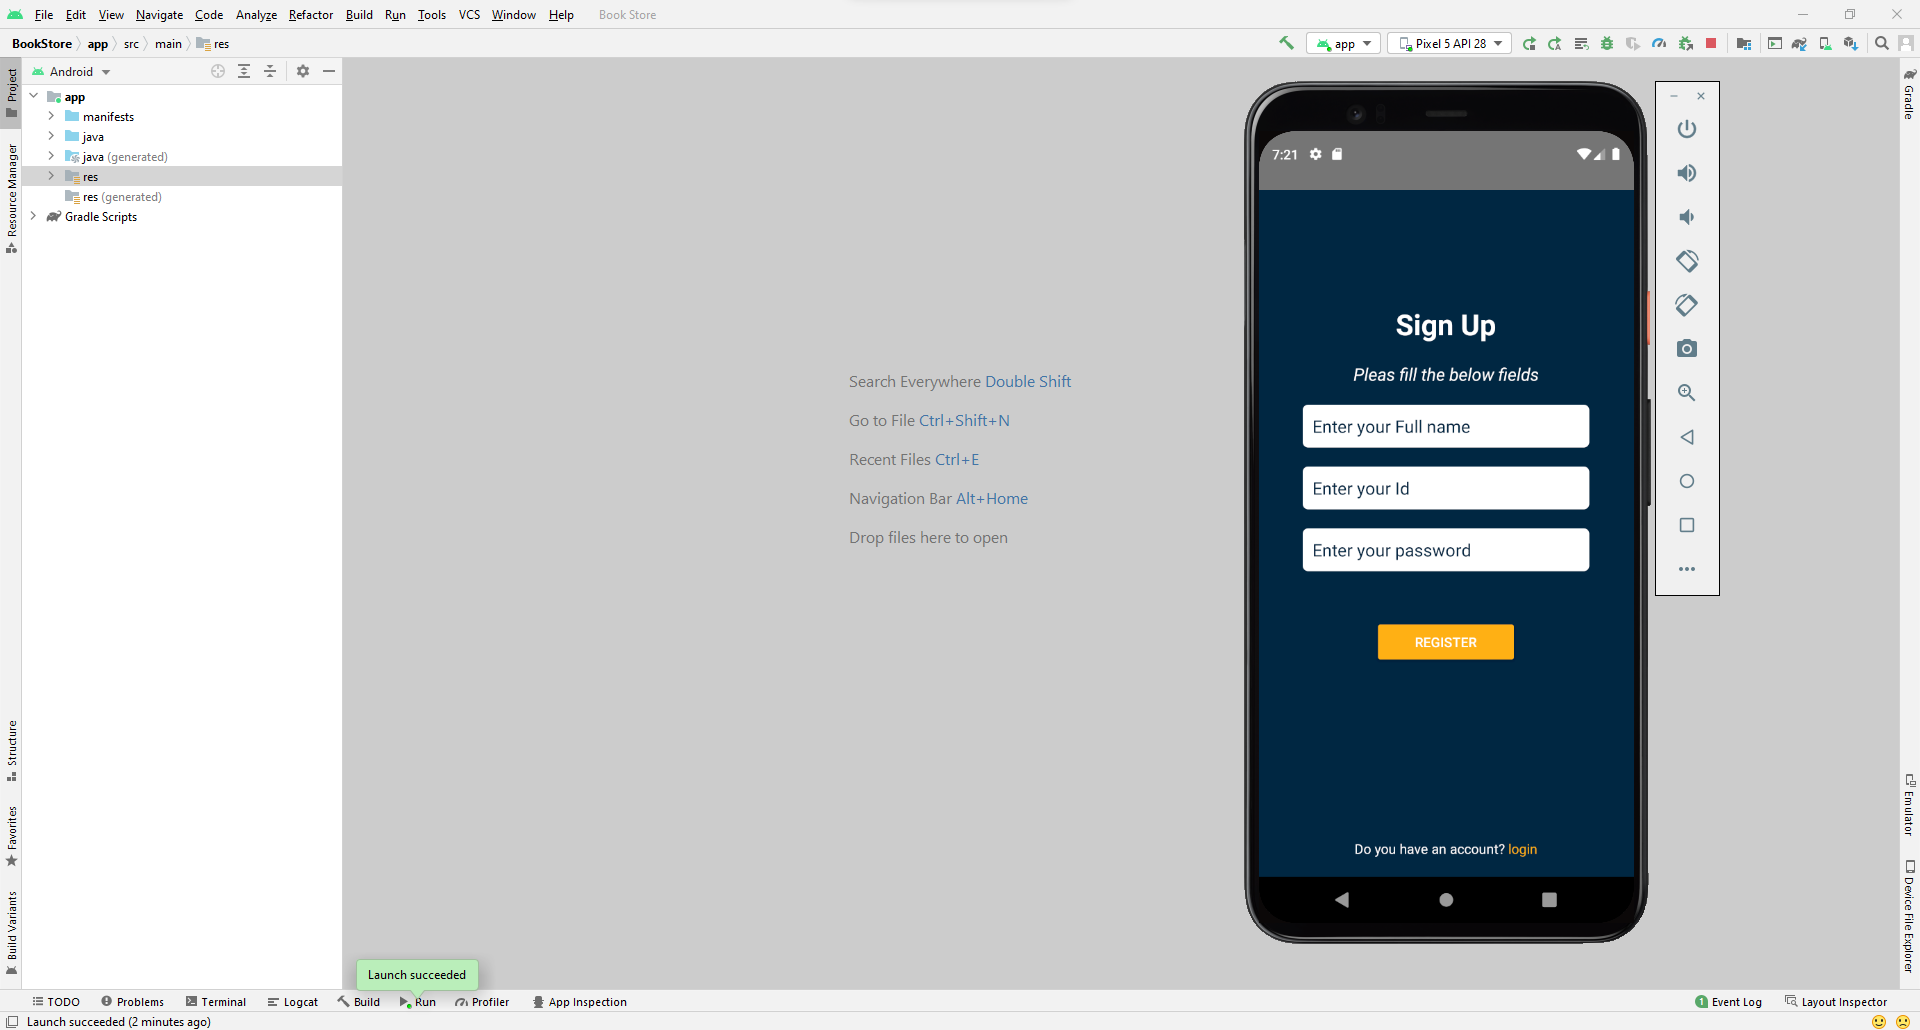 File Edit View Navigate Code Analyze Refactor Build Run Tools VCS Window Help Book Store
BookStore app src main res
app Pixel 5 API 28
Android
Project
Resource Manager
Structure
Favorites
Build Variants
app
manifests
java
java (generated)
res
res (generated)
Gradle Scripts
Search Everywhere Double Shift
Go to File Ctrl+Shift+N
Recent Files Ctrl+E
Navigation Bar Alt+Home
Drop files here to open
7:21
Sign Up
Pleas fill the below fields
Enter your Full name
Enter your Id
Enter your password
REGISTER
Do you have an account? login
Gradle
Emulator
Device File Explorer
Launch succeeded
TODO Problems Terminal Logcat Build Run Profiler App Inspection
1 Event Log Layout Inspector
Launch succeeded (2 minutes ago)